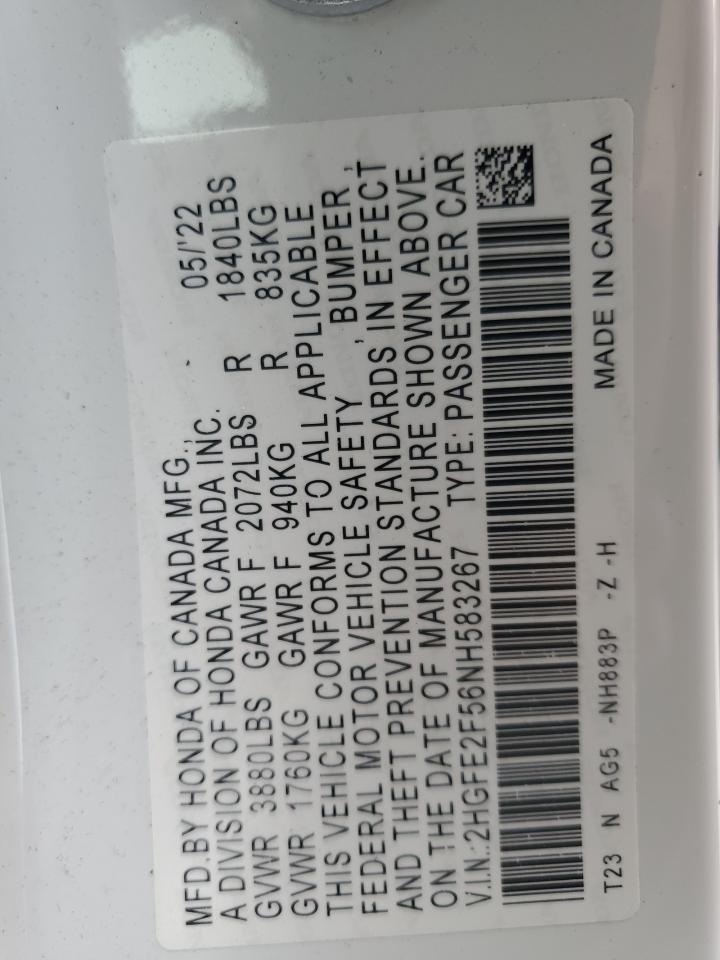 MFD.BY HONDA OF CANADA MFG., 05/'22
A DIVISION OF HONDA CANADA INC.
GVWR 3880LBS GAWR F 2072LBS R 1840LBS
GVWR 1760KG GAWR F 940KG R 835KG
THIS VEHICLE CONFORMS TO ALL APPLICABLE
FEDERAL MOTOR VEHICLE SAFETY , BUMPER ,
AND THEFT PREVENTION STANDARDS IN EFFECT
ON THE DATE OF MANUFACTURE SHOWN ABOVE.
V.I.N.:2HGFE2F56NH583267 TYPE: PASSENGER CAR
T23 N AG5 -NH883P -Z -H MADE IN CANADA